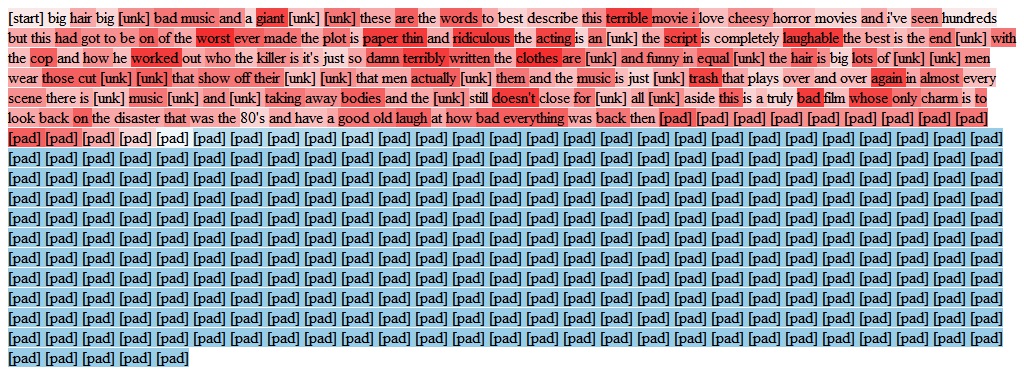 [start] big hair big [unk] bad music and a giant [unk] [unk] these are the words to best describe this terrible movie i love cheesy horror movies and i've seen hundreds
but this had got to be on of the worst ever made the plot is paper thin and ridiculous the acting is an [unk] the script is completely laughable the best is the end [unk] with
the cop and how he worked out who the killer is it's just so damn terribly written the clothes are [unk] and funny in equal [unk] the hair is big lots of [unk] [unk] men
wear those cut [unk] [unk] that show off their [unk] [unk] that men actually [unk] them and the music is just [unk] trash that plays over and over again in almost every
scene there is [unk] music [unk] and [unk] taking away bodies and the [unk] still doesn't close for [unk] all [unk] aside this is a truly bad film whose only charm is to
look back on the disaster that was the 80's and have a good old laugh at how bad everything was back then [pad] [pad] [pad] [pad] [pad] [pad] [pad] [pad] [pad]
[pad] [pad] [pad] [pad] [pad] [pad] [pad] [pad] [pad] [pad] [pad] [pad] [pad] [pad] [pad] [pad] [pad] [pad] [pad] [pad] [pad] [pad] [pad] [pad] [pad] [pad] [pad]
[pad] [pad] [pad] [pad] [pad] [pad] [pad] [pad] [pad] [pad] [pad] [pad] [pad] [pad] [pad] [pad] [pad] [pad] [pad] [pad] [pad] [pad] [pad] [pad] [pad] [pad] [pad]
[pad] [pad] [pad] [pad] [pad] [pad] [pad] [pad] [pad] [pad] [pad] [pad] [pad] [pad] [pad] [pad] [pad] [pad] [pad] [pad] [pad] [pad] [pad] [pad] [pad] [pad] [pad]
[pad] [pad] [pad] [pad] [pad] [pad] [pad] [pad] [pad] [pad] [pad] [pad] [pad] [pad] [pad] [pad] [pad] [pad] [pad] [pad] [pad] [pad] [pad] [pad] [pad] [pad] [pad]
[pad] [pad] [pad] [pad] [pad] [pad] [pad] [pad] [pad] [pad] [pad] [pad] [pad] [pad] [pad] [pad] [pad] [pad] [pad] [pad] [pad] [pad] [pad] [pad] [pad] [pad] [pad]
[pad] [pad] [pad] [pad] [pad] [pad] [pad] [pad] [pad] [pad] [pad] [pad] [pad] [pad] [pad] [pad] [pad] [pad] [pad] [pad] [pad] [pad] [pad] [pad] [pad] [pad] [pad]
[pad] [pad] [pad] [pad] [pad] [pad] [pad] [pad] [pad] [pad] [pad] [pad] [pad] [pad] [pad] [pad] [pad] [pad] [pad] [pad] [pad] [pad] [pad] [pad] [pad] [pad] [pad]
[pad] [pad] [pad] [pad] [pad] [pad] [pad] [pad] [pad] [pad] [pad] [pad] [pad] [pad] [pad] [pad] [pad] [pad] [pad] [pad] [pad] [pad] [pad] [pad] [pad] [pad] [pad]
[pad] [pad] [pad] [pad] [pad] [pad] [pad] [pad] [pad] [pad] [pad] [pad] [pad] [pad] [pad] [pad] [pad] [pad] [pad] [pad] [pad] [pad] [pad] [pad] [pad] [pad] [pad]
[pad] [pad] [pad] [pad] [pad] [pad] [pad] [pad] [pad] [pad] [pad] [pad] [pad] [pad] [pad] [pad] [pad] [pad] [pad] [pad] [pad] [pad] [pad] [pad] [pad] [pad] [pad]
[pad] [pad] [pad] [pad] [pad] [pad] [pad] [pad] [pad] [pad] [pad] [pad] [pad] [pad] [pad] [pad] [pad] [pad] [pad] [pad] [pad] [pad] [pad] [pad] [pad] [pad] [pad]
[pad] [pad] [pad] [pad] [pad]